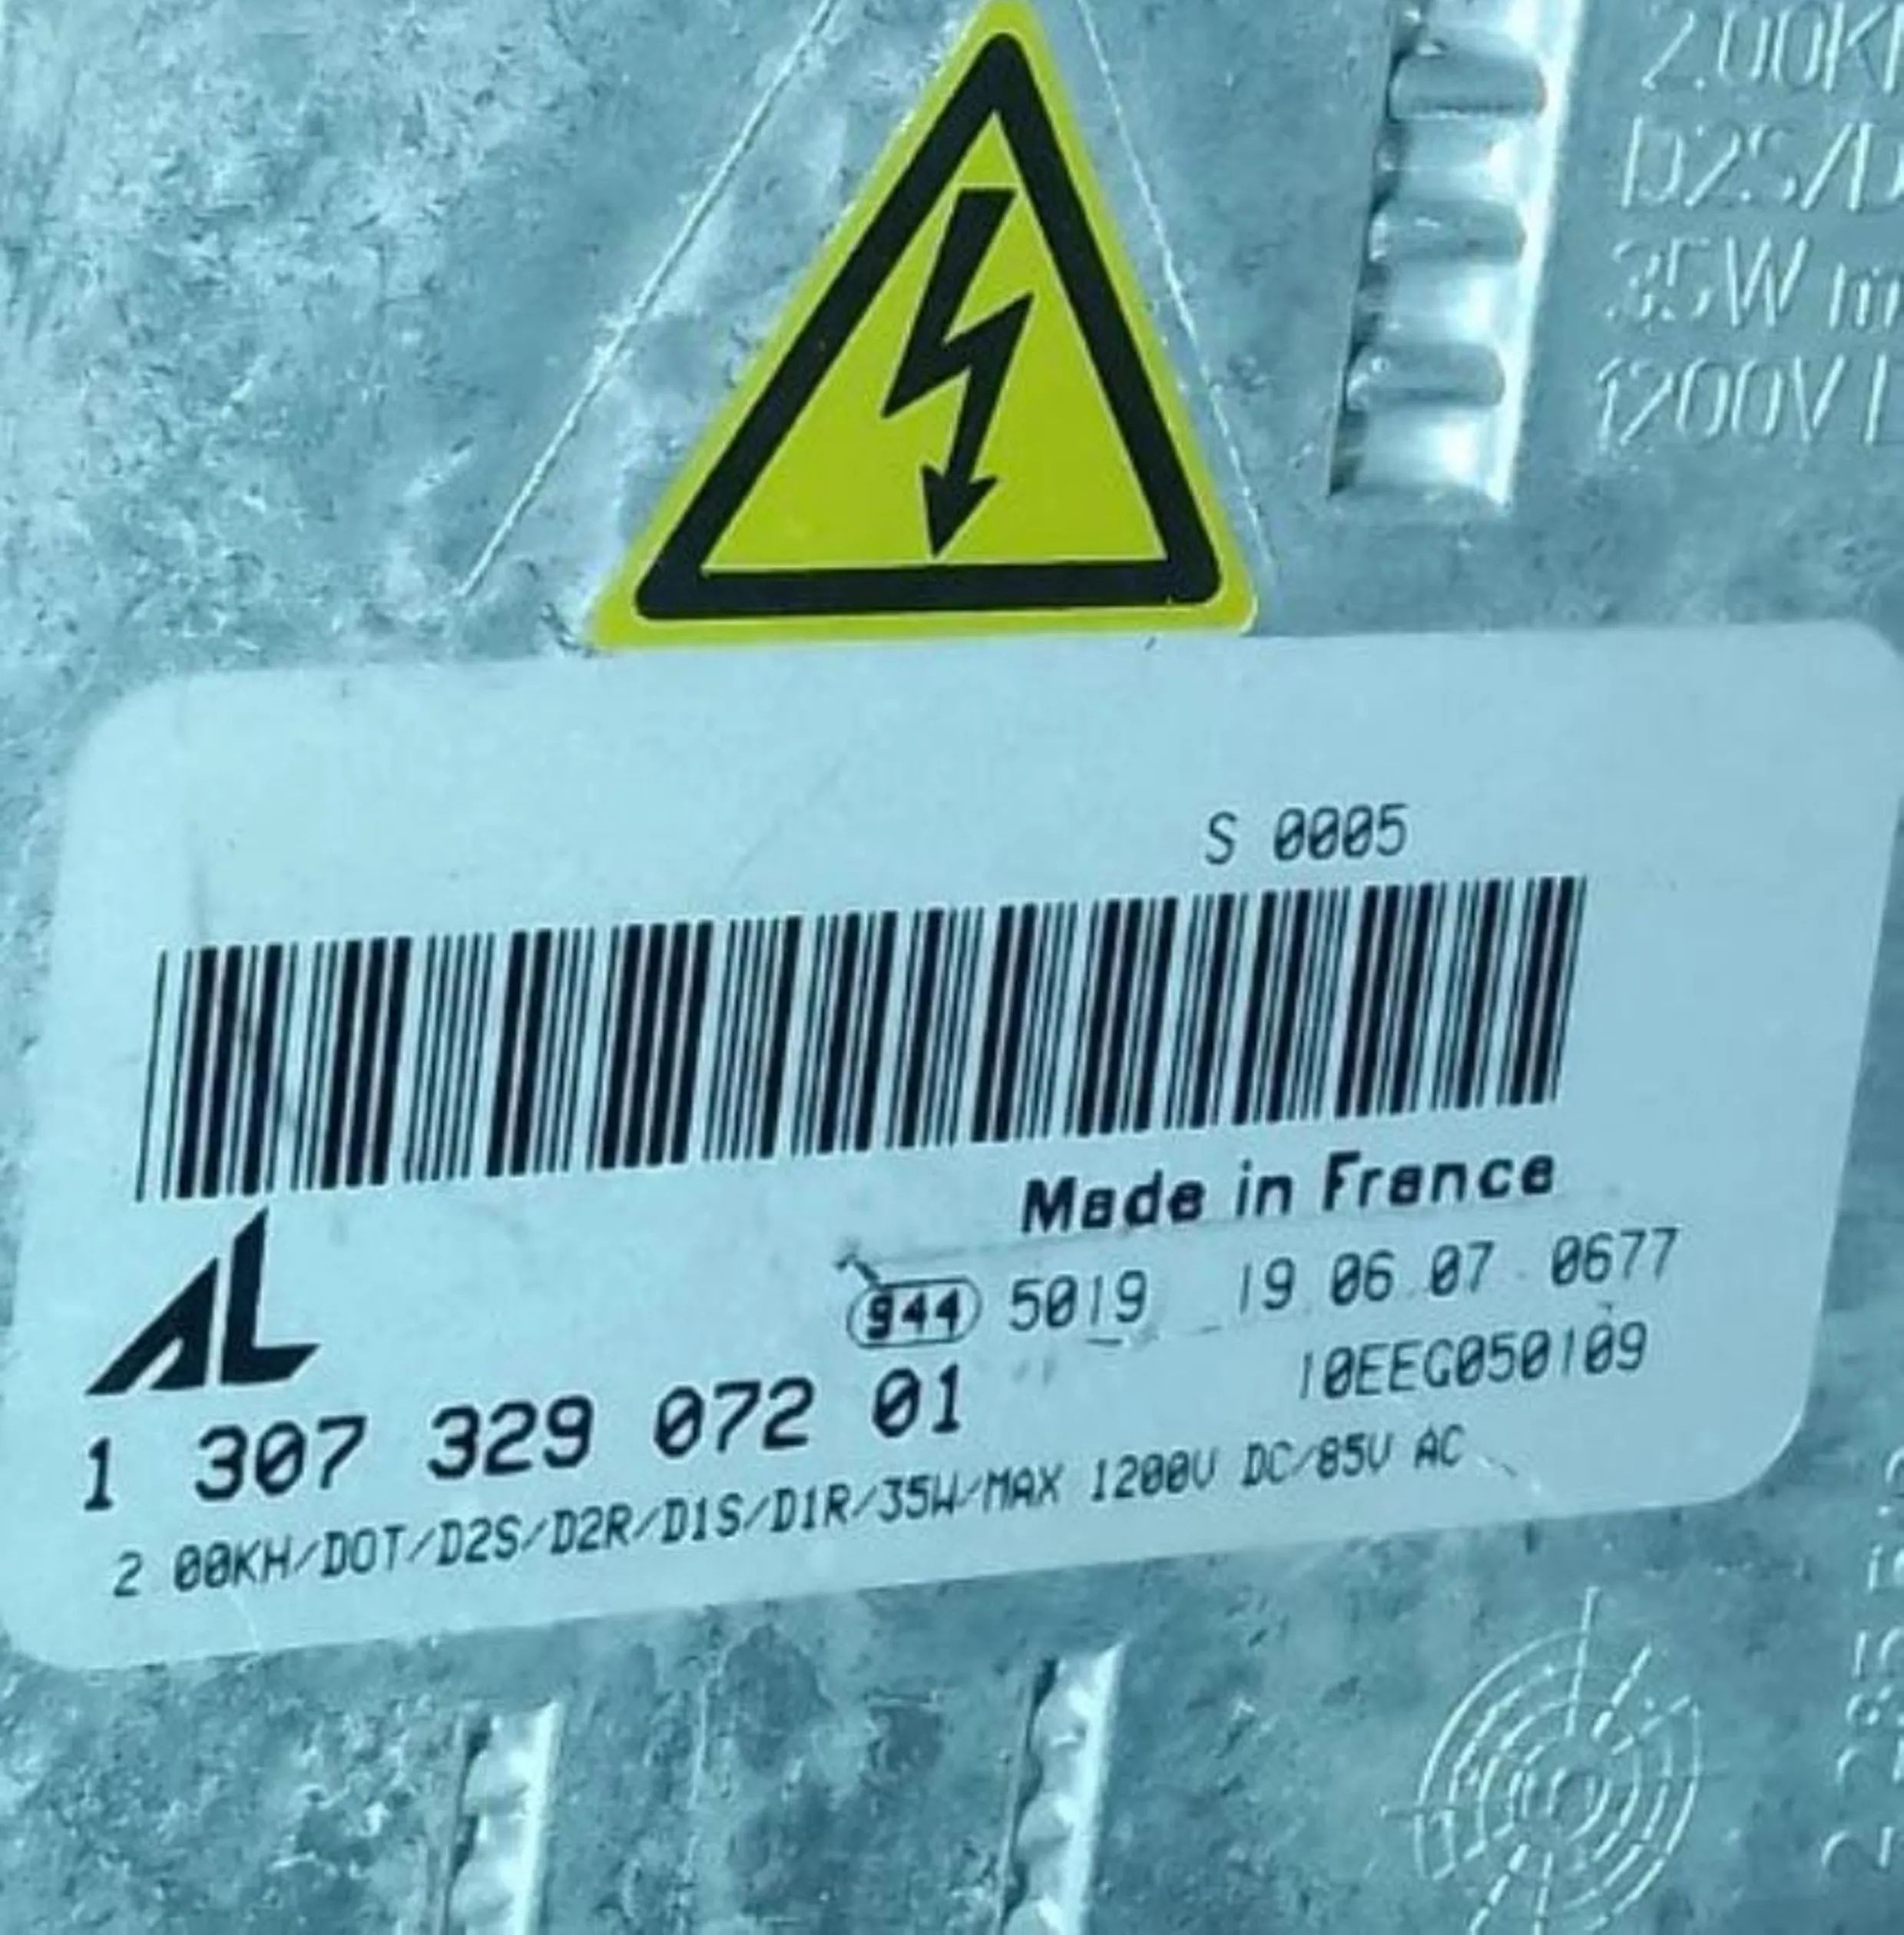 2.00K
D2S/D
35W
1200V
S 0005
Made in France
944 5019 19 06 07 0677
10EEG050109
AL
1 307 329 072 01
2 00KH/DOT/D2S/D2R/D1S/D1R/35W/MAX 1200V DC/85V AC